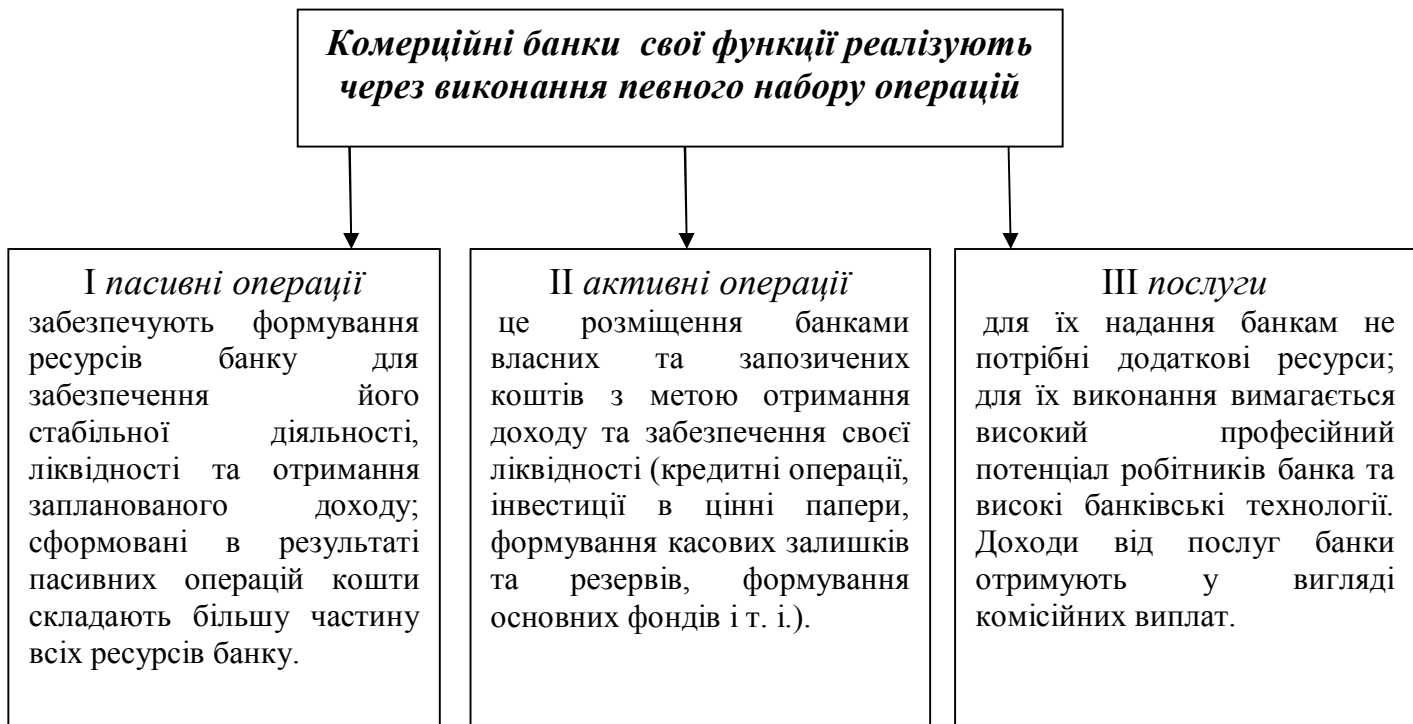 Комерційні банки свої функції реалізують
через виконання певного набору операцій
I пасивні операції
забезпечують формування
ресурсів банку для
забезпечення його
стабільної діяльності,
ліквідності та отримання
запланованого доходу;
сформовані в результаті
пасивних операцій кошти
складають більшу частину
всіх ресурсів банку.
II активні операції
це розміщення банками
власних та запозичених
коштів з метою отримання
доходу та забезпечення своєї
ліквідності (кредитні операції,
інвестиції в цінні папери,
формування касових залишків
та резервів, формування
основних фондів і т. і.).
III послуги
для їх надання банкам не
потрібні додаткові ресурси;
для їх виконання вимагається
високий професійний
потенціал робітників банка та
високі банківські технології.
Доходи від послуг банки
отримують у вигляді
комісійних виплат.